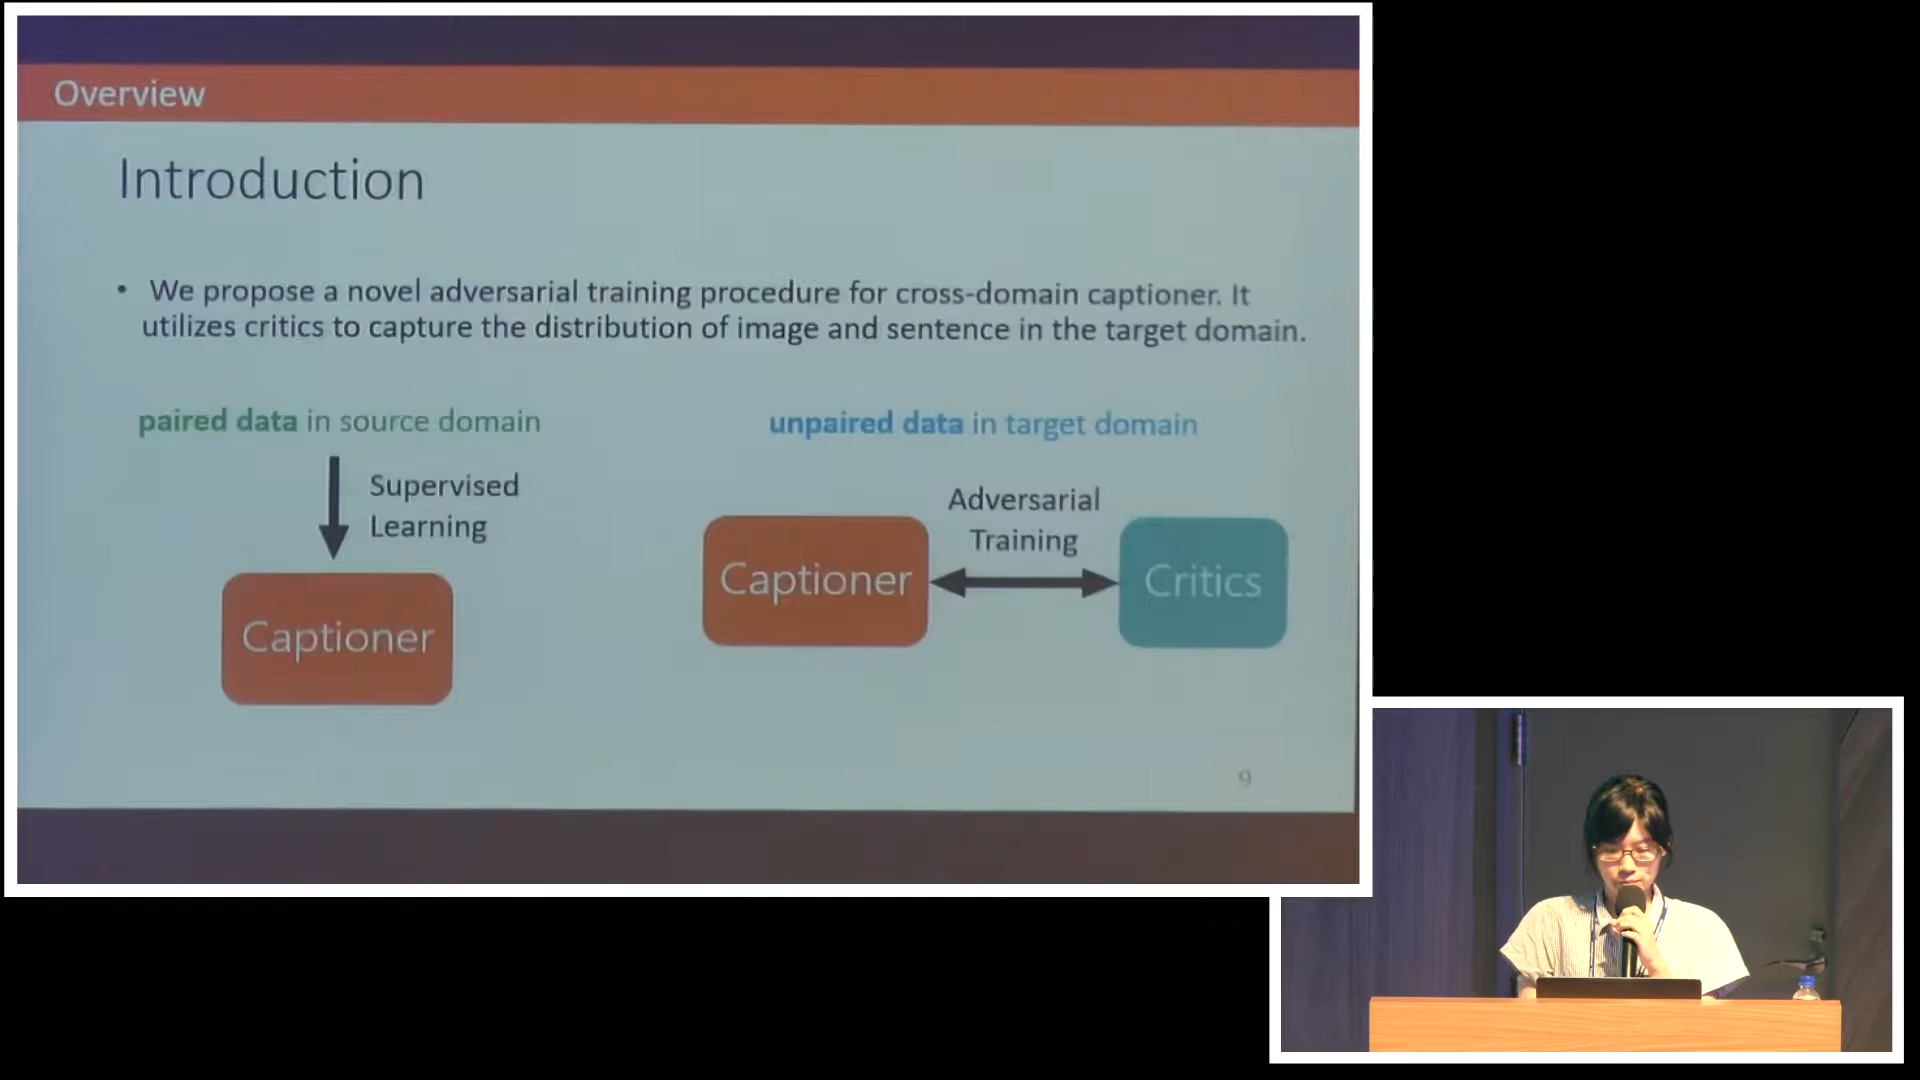 Overview
Introduction
• We propose a novel adversarial training procedure for cross-domain captioner. It
utilizes critics to capture the distribution of image and sentence in the target domain.
paired data in source domain
Supervised
Learning
Captioner
unpaired data in target domain
Adversarial
Training
Captioner
Critics
9